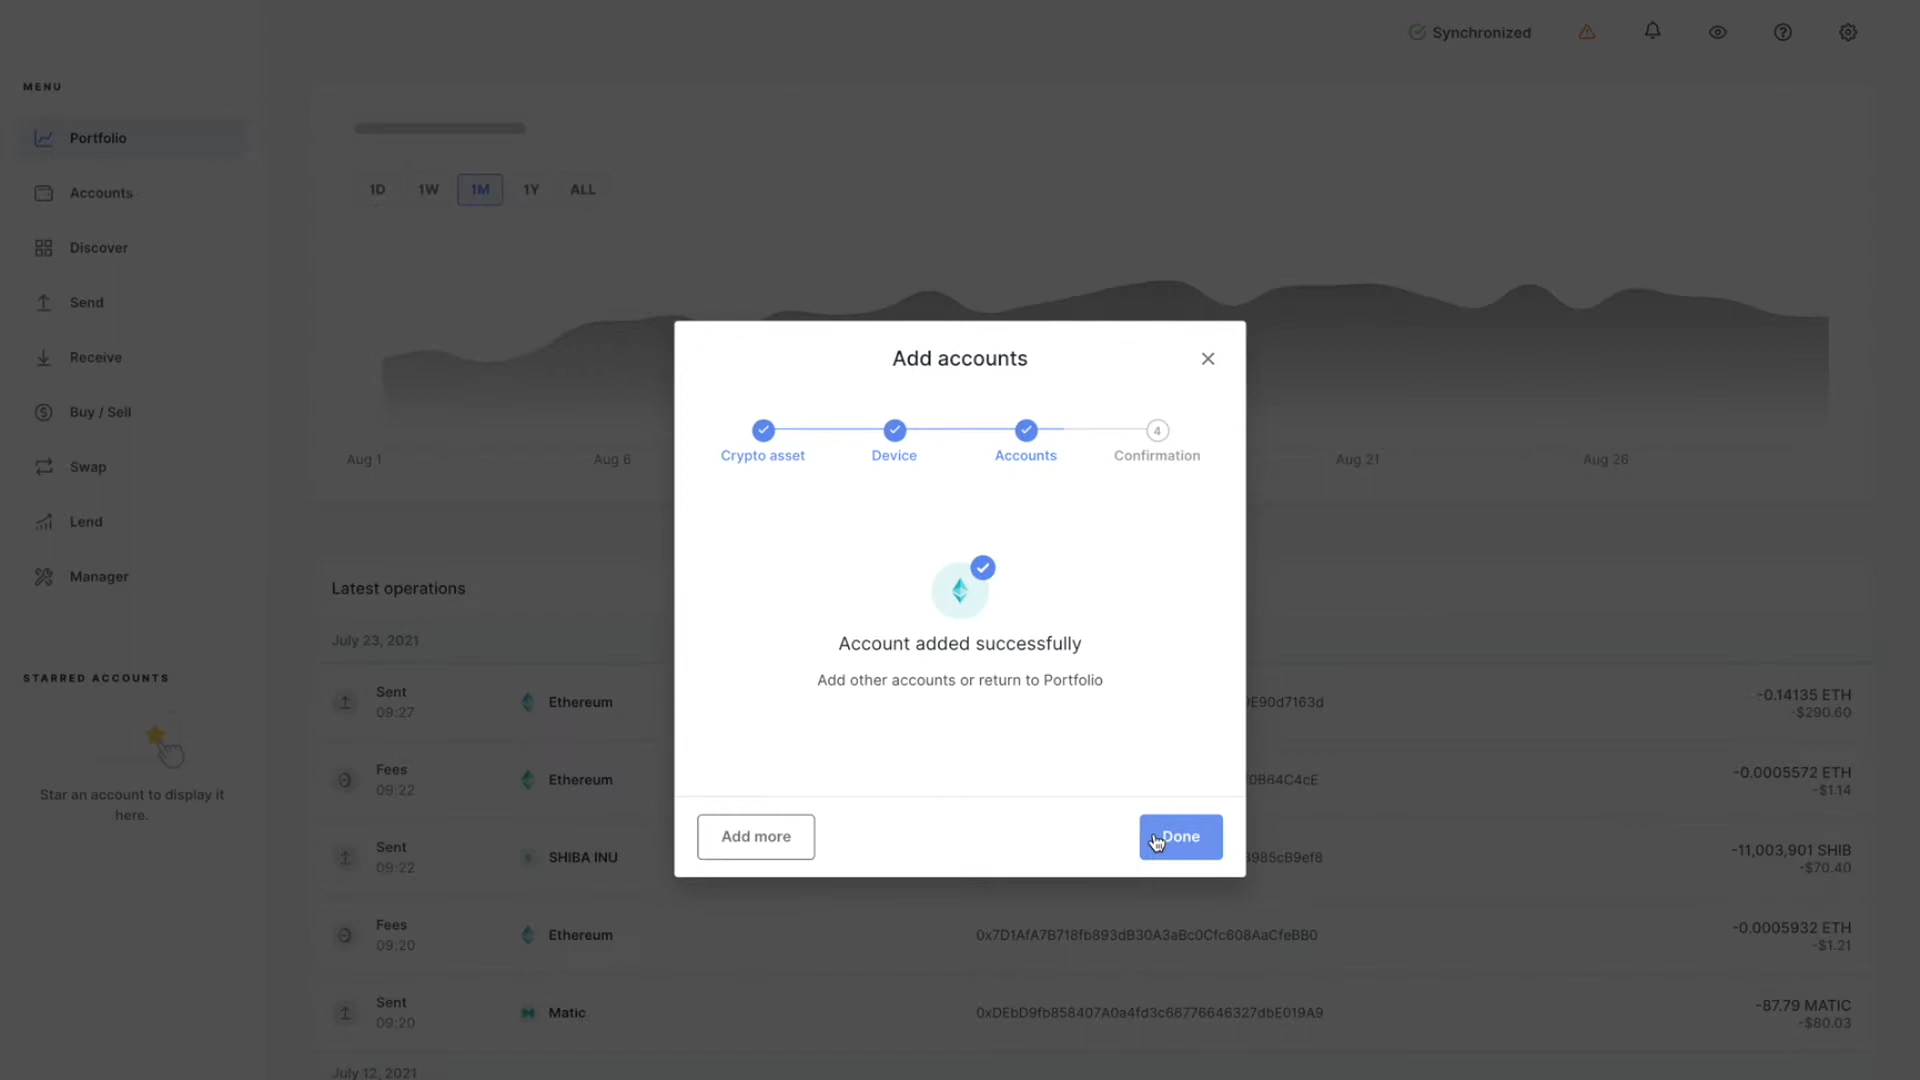 Synchronized
MENU
Portfolio
Accounts
Discover
Send
Receive
Buy / Sell
Swap
Lend
Manager
STARRED ACCOUNTS
Star an account to display it
here.
1D 1W 1M 1Y ALL
Aug 1 Aug 6 Aug 21 Aug 26
Add accounts
4
Crypto asset Device Accounts Confirmation
Account added successfully
Add other accounts or return to Portfolio
Add more Done
Latest operations
July 23, 2021
Sent Ethereum -0.14135 ETH
09:27 -$290.60
Fees Ethereum -0.0005572 ETH
09:22 -$1.14
Sent SHIBA INU -11,003,901 SHIB
09:22 -$70.40
Fees Ethereum -0.0005932 ETH
09:20 -$1.21
Sent Matic -87.79 MATIC
09:20 -$80.03
July 12, 2021